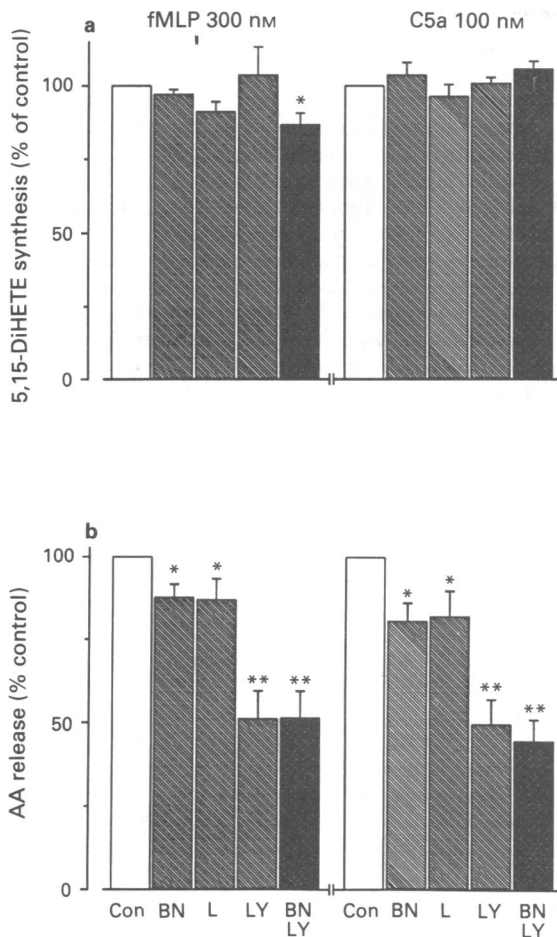 fMLP 300 nM
C5a 100 nM
a
5,15-DiHETE synthesis (% of control)
100
50
0
*
b
AA release (% control)
100
50
0
* * ** **
* * ** **
Con BN L LY BN LY
Con BN L LY BN LY